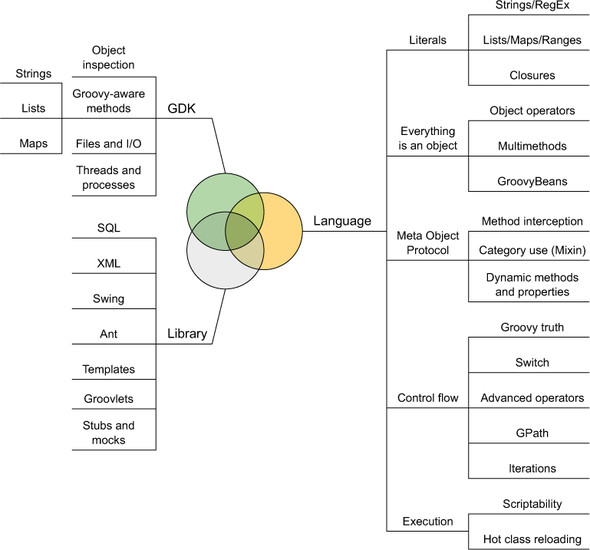 Object
inspection
Strings
Lists
Maps
Groovy-aware
methods
GDK
Files and I/O
Threads and
processes
SQL
XML
Swing
Ant
Library
Templates
Groovlets
Stubs and
mocks
Language
Literals
Strings/RegEx
Lists/Maps/Ranges
Closures
Everything
is an object
Object operators
Multimethods
GroovyBeans
Meta Object
Protocol
Method interception
Category use (Mixin)
Dynamic methods
and properties
Control flow
Groovy truth
Switch
Advanced operators
GPath
Iterations
Execution
Scriptability
Hot class reloading